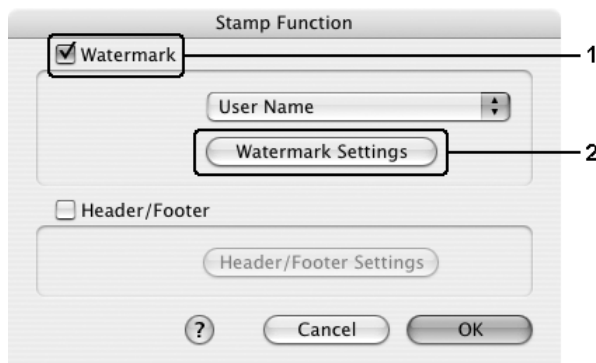 Stamp Function
Watermark
1
User Name
Watermark Settings
2
Header/Footer
Header/Footer Settings
?
Cancel
OK